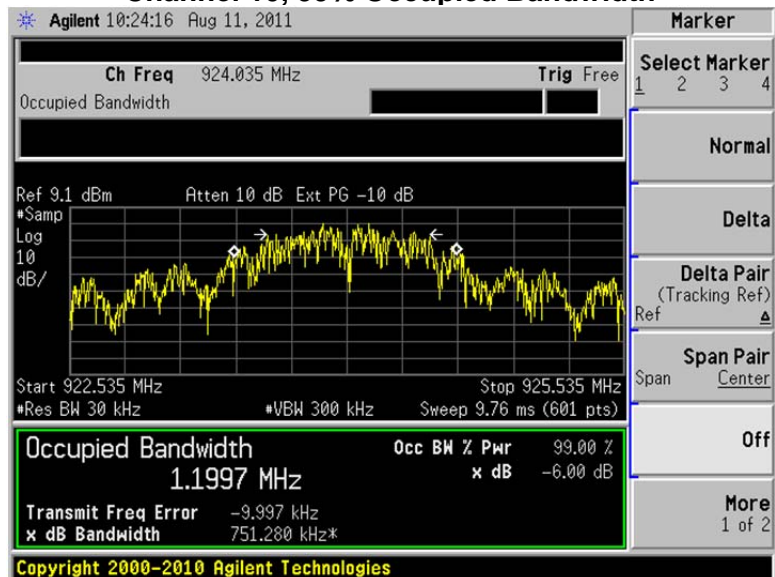 Agilent 10:24:16 Aug 11, 2011
Marker
Ch Freq 924.035 MHz Trig Free
Occupied Bandwidth
Select Marker
1 2 3 4
Normal
Delta
Delta Pair
(Tracking Ref)
Ref Δ
Span Pair
Span Center
Off
More
1 of 2
Ref 9.1 dBm Atten 10 dB Ext PG -10 dB
#Samp
Log
10
dB/
Start 922.535 MHz Stop 925.535 MHz
#Res BW 30 kHz #VBW 300 kHz Sweep 9.76 ms (601 pts)
Occupied Bandwidth Occ BW % Pwr 99.00 %
1.1997 MHz x dB -6.00 dB
Transmit Freq Error -9.997 kHz
x dB Bandwidth 751.280 kHz*
Copyright 2000-2010 Agilent Technologies